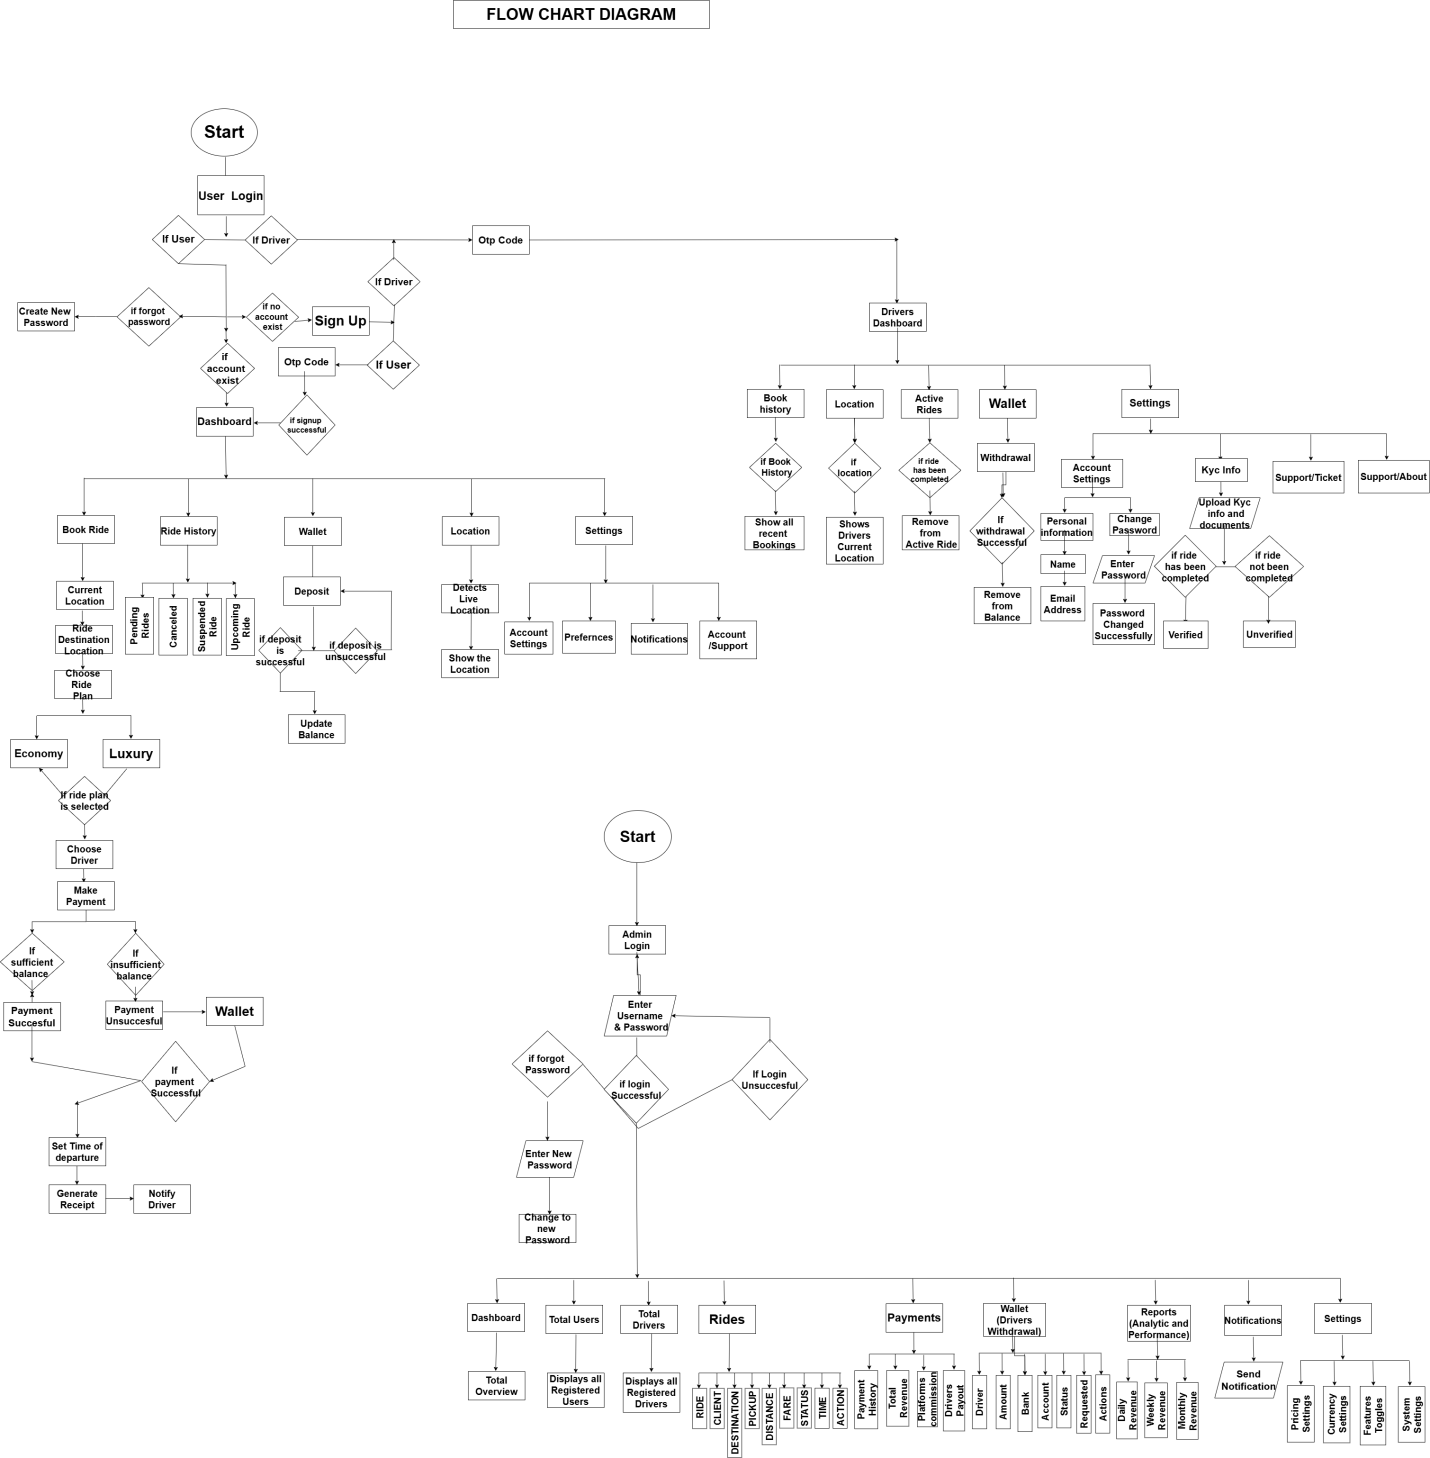 FLOW CHART DIAGRAM
Start
User Login
If User
If Driver
Otp Code
If Driver
Create New
Password
if forgot
password
if no
account
exist
Sign Up
Drivers
Dashboard
if
account
exist
Otp Code
If User
Dashboard
if signup
successful
Book
history
Location
Active
Rides
Wallet
Settings
if Book
History
if
location
if ride
has been
completed
Withdrawal
Account
Settings
Kyc Info
Support/Ticket
Support/About
Show all
recent
Bookings
Shows
Drivers
Current
Location
Remove
from
Active Ride
If
withdrawal
Successful
Remove
from
Balance
Personal
information
Name
Email
Address
Change
Password
Enter
Password
Password
Changed
Successfully
Upload Kyc
info and
documents
if ride
has been
completed
if ride
not been
completed
Verified
Unverified
Book Ride
Ride History
Wallet
Location
Settings
Current
Location
Ride
Destination
Location
Choose
Ride
Plan
Pending
Rides
Canceled
Suspended
Ride
Upcoming
Ride
Deposit
if deposit
is
successful
if deposit is
unsuccessful
Update
Balance
Detects
Live
Location
Show the
Location
Account
Settings
Prefernces
Notifications
Account
/Support
Economy
Luxury
If ride plan
is selected
Choose
Driver
Make
Payment
If
sufficient
balance
If
insufficient
balance
Payment
Succesful
Payment
Unsuccesful
Wallet
If
payment
Successful
Set Time of
departure
Generate
Receipt
Notify
Driver
Start
Admin
Login
Enter
Username
& Password
if forgot
Password
if login
Successful
If Login
Unsuccesful
Enter New
Password
Change to
new
Password
Dashboard
Total Users
Total
Drivers
Rides
Payments
Wallet
(Drivers
Withdrawal)
Reports
(Analytic and
Performance)
Notifications
Settings
Total
Overview
Displays all
Registered
Users
Displays all
Registered
Drivers
RIDE
CLIENT
DESTINATION
PICKUP
DISTANCE
FARE
STATUS
TIME
ACTION
Payment
History
Total
Revenue
Platforms
commission
Drivers
Payout
Driver
Amount
Bank
Account
Status
Requested
Actions
Daily
Revenue
Weekly
Revenue
Monthly
Revenue
Send
Notification
Pricing
Settings
Currency
Settings
Features
Toggles
System
Settings